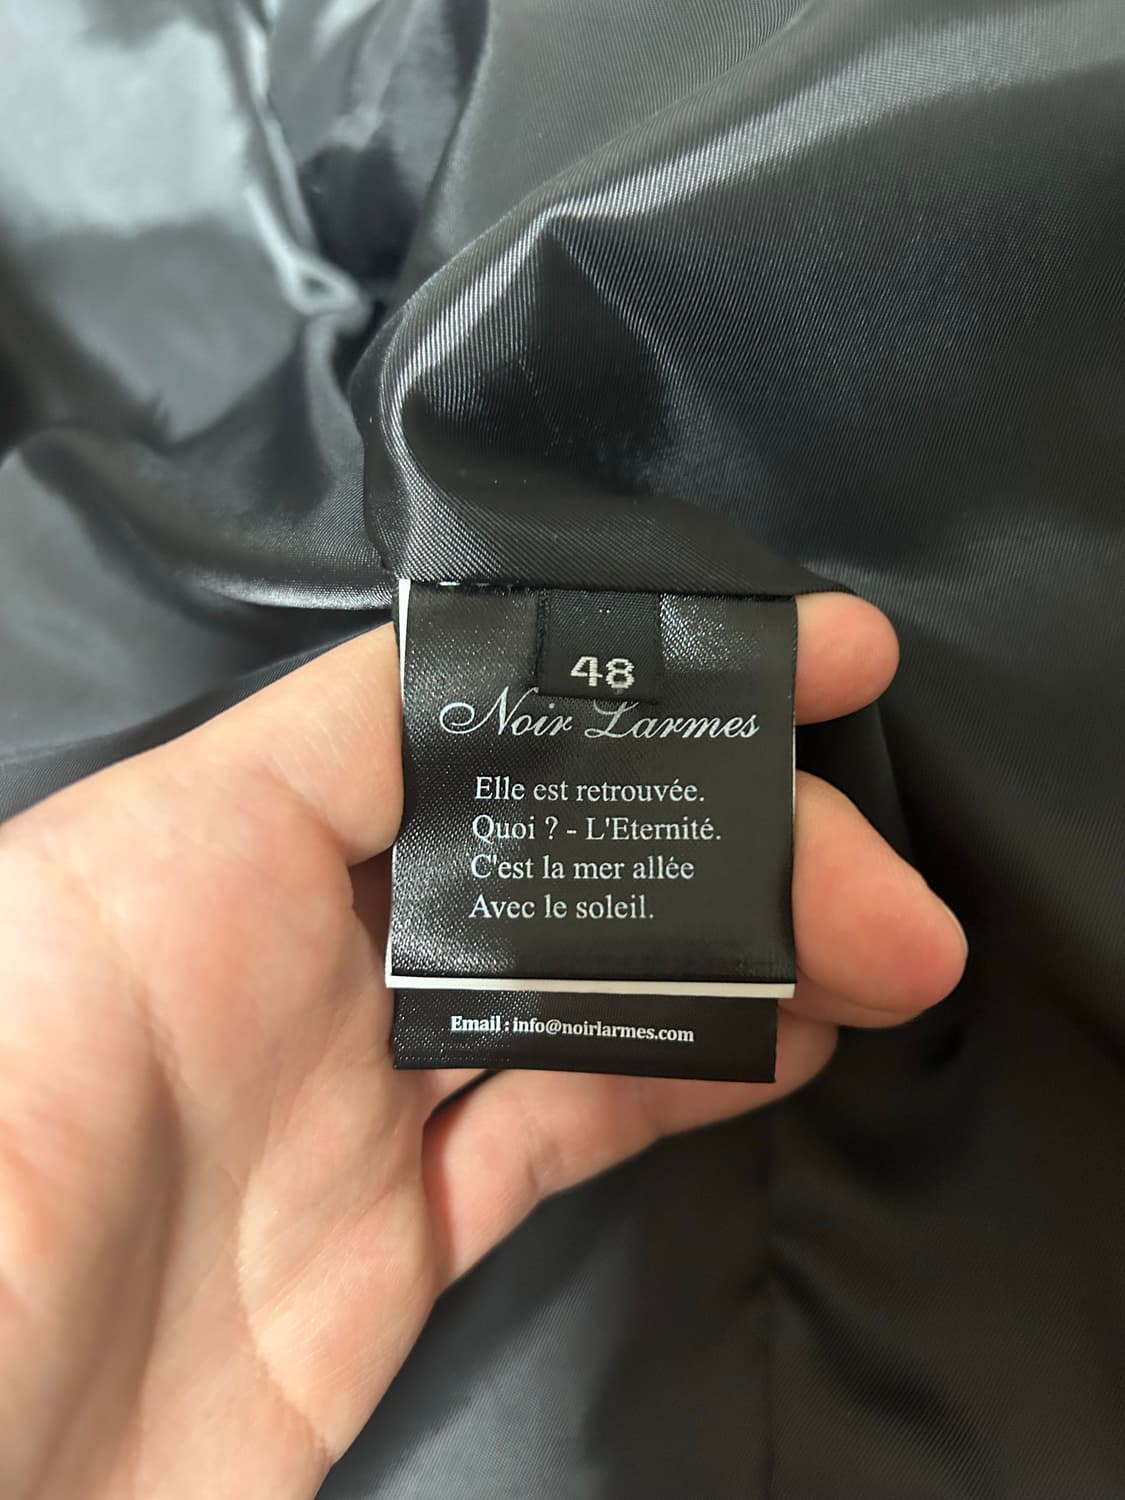 48
Noir Larmes
Elle est retrouvée.
Quoi ? - L'Eternité.
C'est la mer allée
Avec le soleil.
Email : info@noirlarmes.com